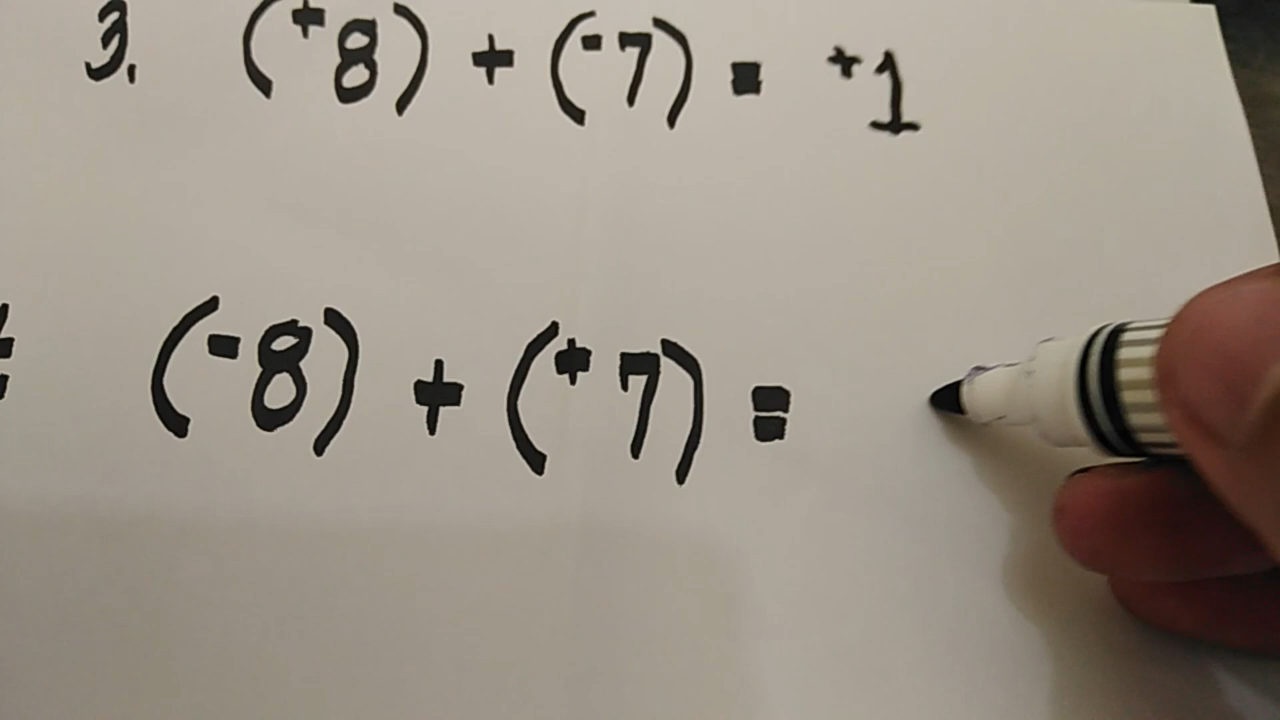 3. (⁺8) + (⁻7) = ⁺1
(⁻8) + (⁺7) =